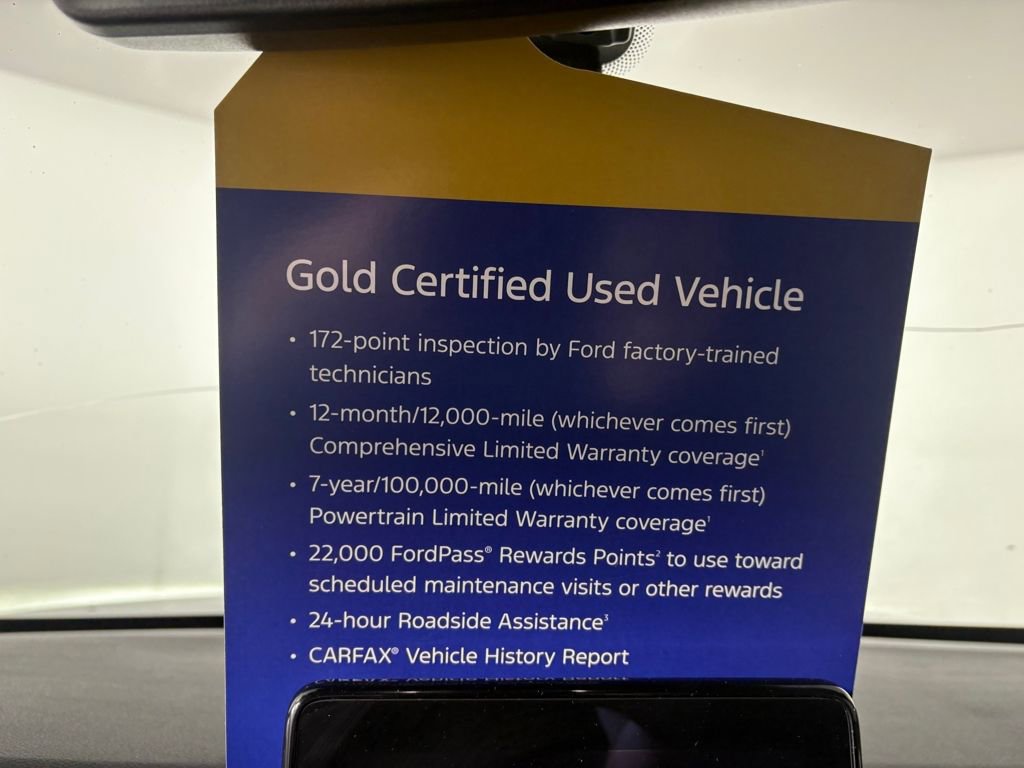 Gold Certified Used Vehicle
• 172-point inspection by Ford factory-trained
technicians
• 12-month/12,000-mile (whichever comes first)
Comprehensive Limited Warranty coverage¹
• 7-year/100,000-mile (whichever comes first)
Powertrain Limited Warranty coverage¹
• 22,000 FordPass® Rewards Points² to use toward
scheduled maintenance visits or other rewards
• 24-hour Roadside Assistance³
• CARFAX® Vehicle History Report